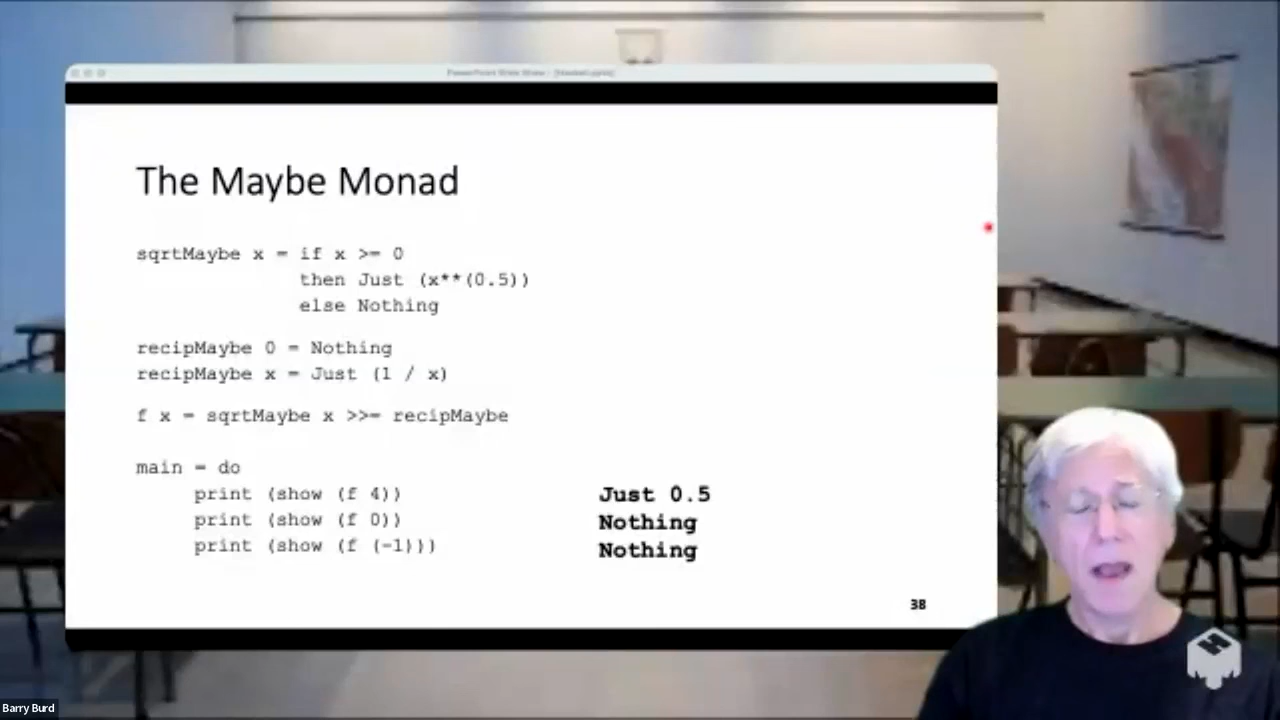 The Maybe Monad
sqrtMaybe x = if x >= 0
then Just (x**(0.5))
else Nothing
recipMaybe 0 = Nothing
recipMaybe x = Just (1 / x)
f x = sqrtMaybe x >>= recipMaybe
main = do
print (show (f 4))
print (show (f 0))
print (show (f (-1)))
Just 0.5
Nothing
Nothing
38
Barry Burd